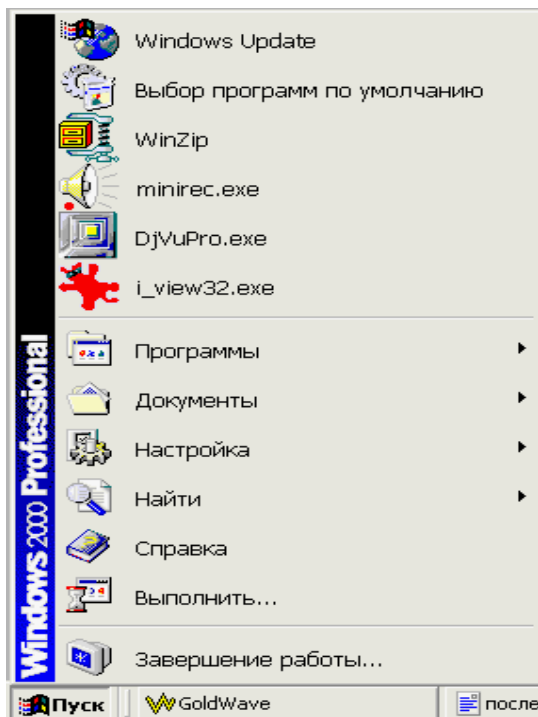 Windows Update
Выбор программ по умолчанию
WinZip
minirec.exe
DjVuPro.exe
i_view32.exe
Программы
Документы
Настройка
Найти
Справка
Выполнить...
Завершение работы...
Windows 2000 Professional
Пуск
GoldWave
после